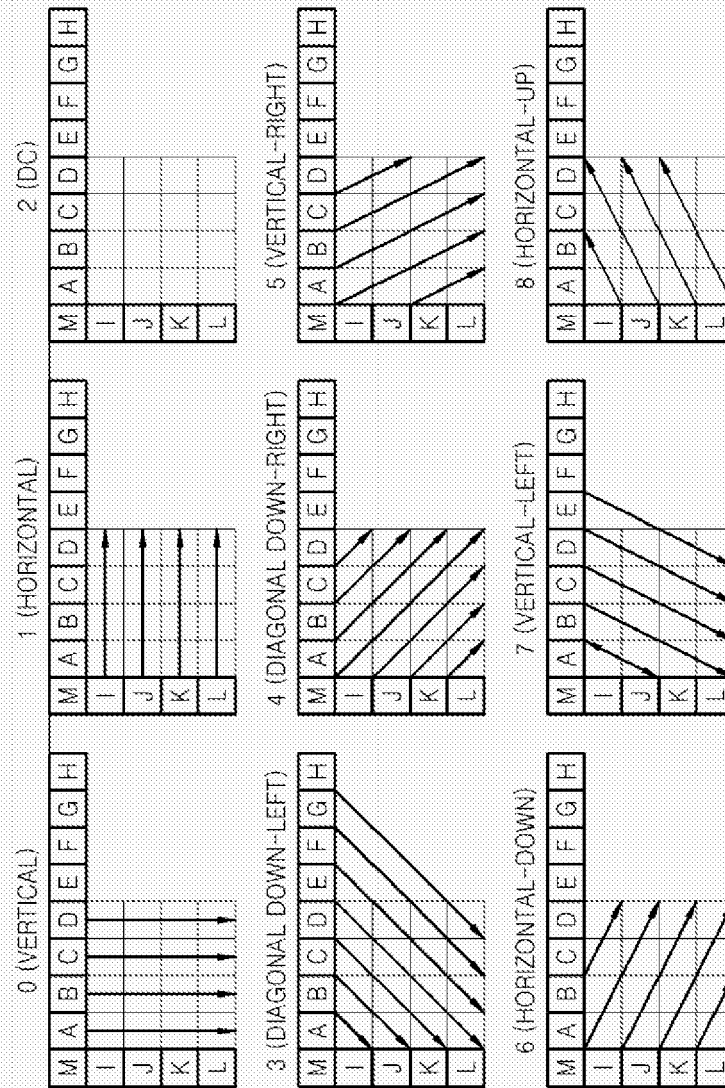 0 (VERTICAL)
M A B C D E F G H
I
J
K
L
1 (HORIZONTAL)
M A B C D E F G H
I
J
K
L
2 (DC)
M A B C D E F G H
I
J
K
L
3 (DIAGONAL DOWN-LEFT)
M A B C D E F G H
I
J
K
L
4 (DIAGONAL DOWN-RIGHT)
M A B C D E F G H
I
J
K
L
5 (VERTICAL-RIGHT)
M A B C D E F G H
I
J
K
L
6 (HORIZONTAL-DOWN)
M A B C D E F G H
I
J
K
L
7 (VERTICAL-LEFT)
M A B C D E F G H
I
J
K
L
8 (HORIZONTAL-UP)
M A B C D E F G H
I
J
K
L